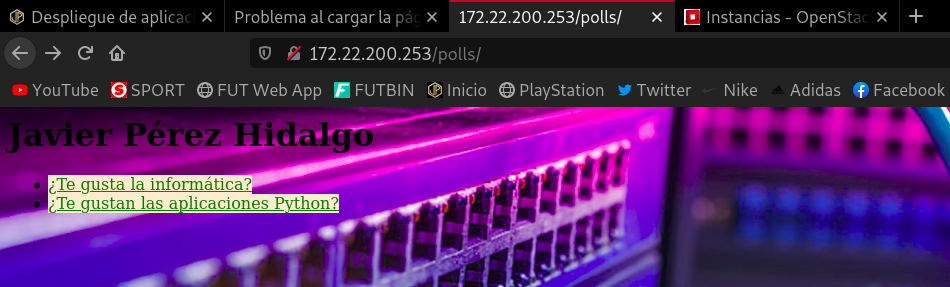 Despliegue de aplicac
Problema al cargar la pág
172.22.200.253/polls/
Instancias - OpenStac
172.22.200.253/polls/
YouTube
SPORT
FUT Web App
FUTBIN
Inicio
PlayStation
Twitter
Nike
Adidas
Facebook
Javier Pérez Hidalgo
¿Te gusta la informática?
¿Te gustan las aplicaciones Python?